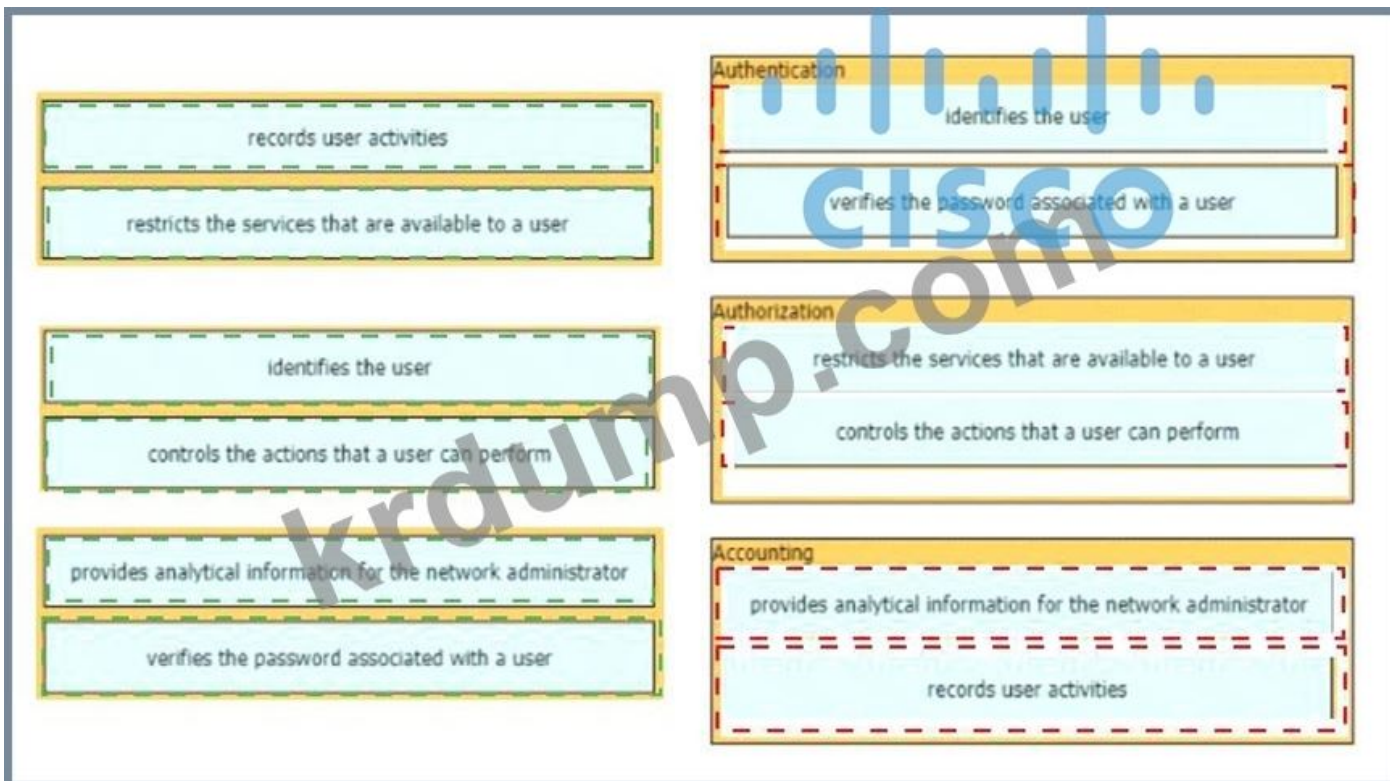 records user activities
restricts the services that are available to a user
identifies the user
controls the actions that a user can perform
provides analytical information for the network administrator
verifies the password associated with a user
Authentication
identifies the user
verifies the password associated with a user
Authorization
restricts the services that are available to a user
controls the actions that a user can perform
Accounting
provides analytical information for the network administrator
records user activities
CISCO
krdump.com